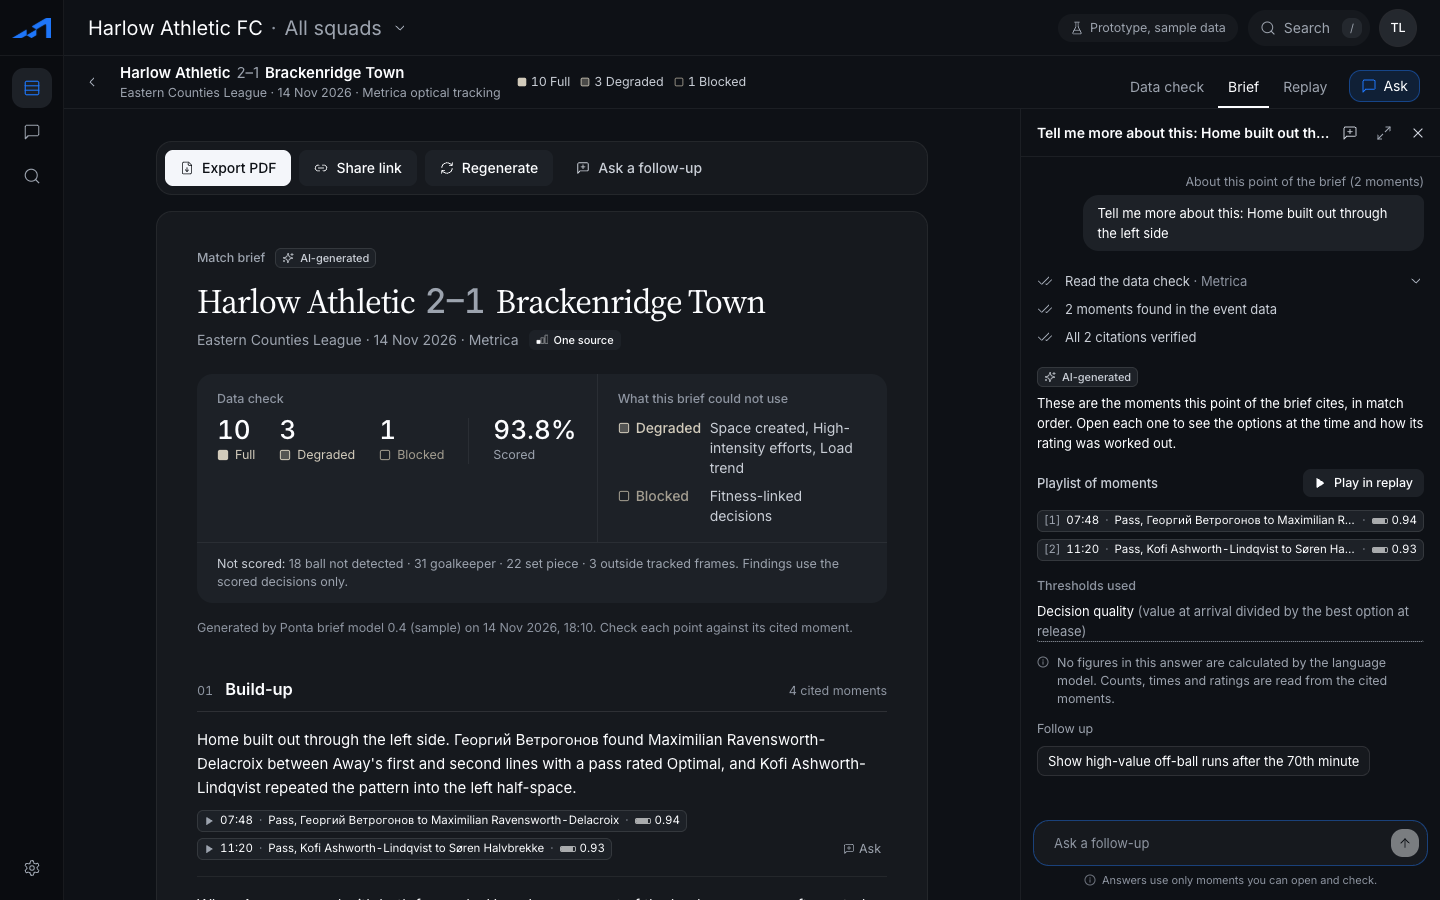 Harlow Athletic FC · All squads
Prototype, sample data
Search /
TL
Harlow Athletic 2–1 Brackenridge Town
Eastern Counties League · 14 Nov 2026 · Metrica optical tracking
10 Full 3 Degraded 1 Blocked
Data check
Brief
Replay
Ask
Export PDF
Share link
Regenerate
Ask a follow-up
Match brief AI-generated
Harlow Athletic 2–1 Brackenridge Town
Eastern Counties League · 14 Nov 2026 · Metrica One source
Data check
10 3 1 93.8%
Full Degraded Blocked Scored
What this brief could not use
Degraded Space created, High-
intensity efforts, Load
trend
Blocked Fitness-linked
decisions
Not scored: 18 ball not detected · 31 goalkeeper · 22 set piece · 3 outside tracked frames. Findings use the
scored decisions only.
Generated by Ponta brief model 0.4 (sample) on 14 Nov 2026, 18:10. Check each point against its cited moment.
01 Build-up 4 cited moments
Home built out through the left side. Георгий Ветрогонов found Maximilian Ravensworth-
Delacroix between Away's first and second lines with a pass rated Optimal, and Kofi Ashworth-
Lindqvist repeated the pattern into the left half-space.
07:48 · Pass, Георгий Ветрогонов to Maximilian Ravensworth-Delacroix · 0.94
11:20 · Pass, Kofi Ashworth-Lindqvist to Søren Halvbrekke · 0.93
Ask
Tell me more about this: Home built out th...
About this point of the brief (2 moments)
Tell me more about this: Home built out through
the left side
Read the data check · Metrica
2 moments found in the event data
All 2 citations verified
AI-generated
These are the moments this point of the brief cites, in match
order. Open each one to see the options at the time and how its
rating was worked out.
Playlist of moments
Play in replay
[1] 07:48 · Pass, Георгий Ветрогонов to Maximilian R... · 0.94
[2] 11:20 · Pass, Kofi Ashworth-Lindqvist to Søren Ha... · 0.93
Thresholds used
Decision quality (value at arrival divided by the best option at
release)
No figures in this answer are calculated by the language
model. Counts, times and ratings are read from the cited
moments.
Follow up
Show high-value off-ball runs after the 70th minute
Ask a follow-up
Answers use only moments you can open and check.